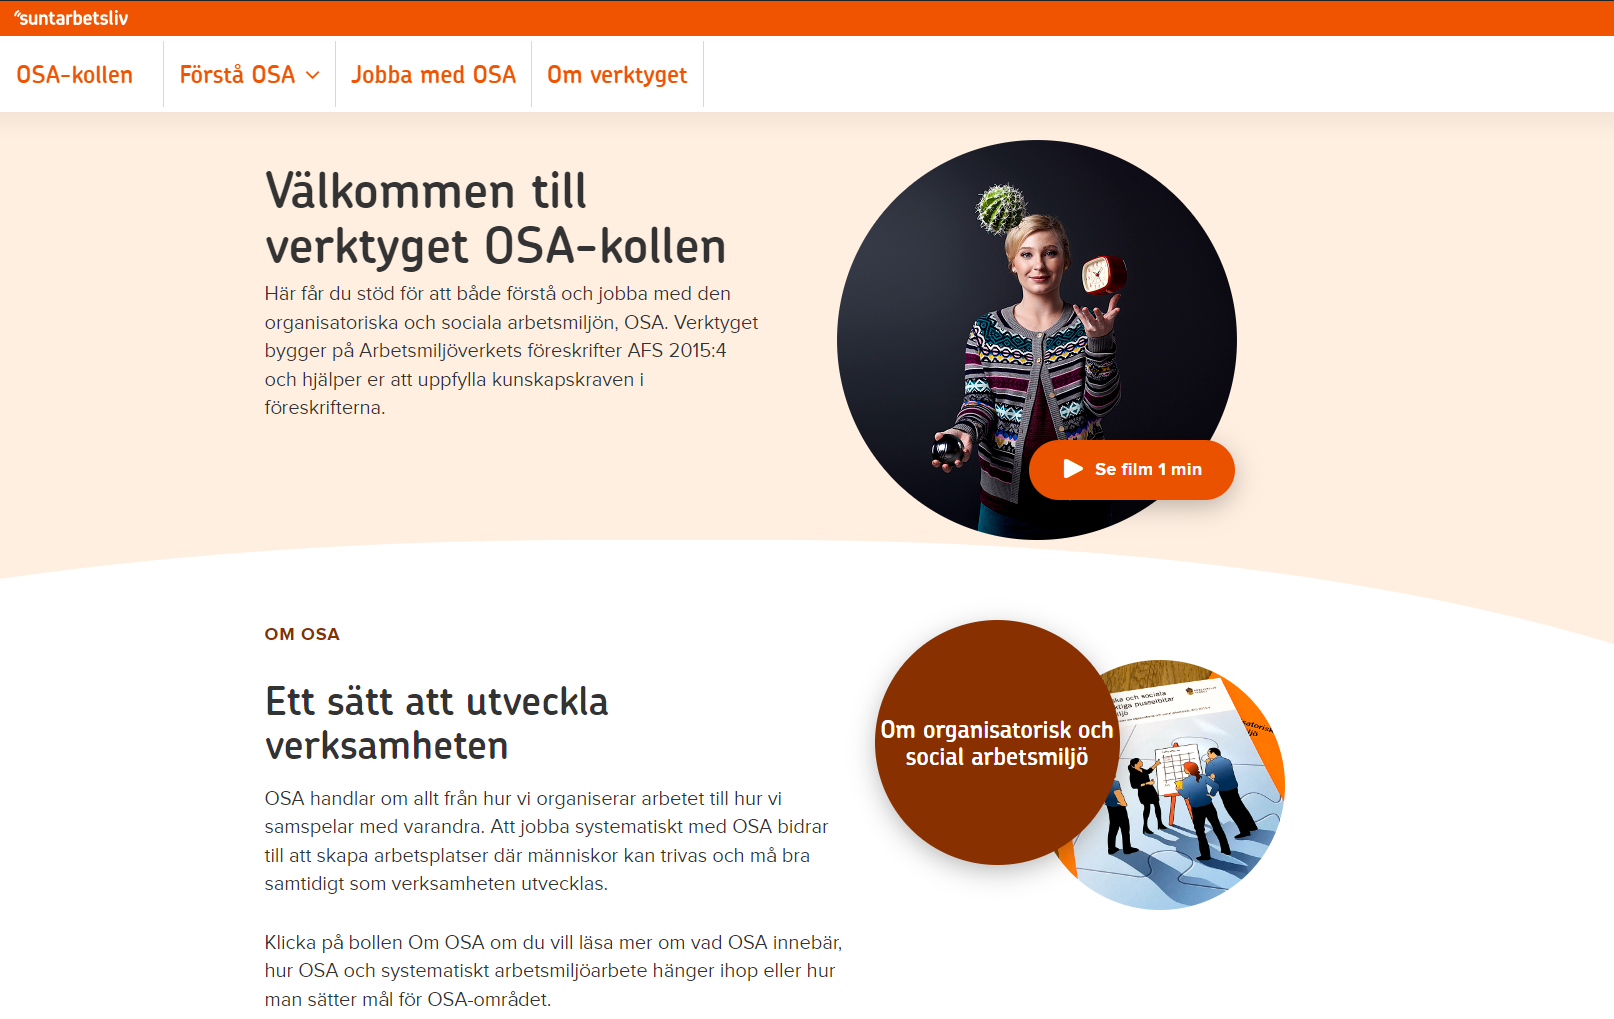 suntarbetsliv
OSA-kollen
Förstå OSA
Jobba med OSA
Om verktyget
Välkommen till
verktyget OSA-kollen
Här får du stöd för att både förstå och jobba med den
organisatoriska och sociala arbetsmiljön, OSA. Verktyget
bygger på Arbetsmiljöverkets föreskrifter AFS 2015:4
och hjälper er att uppfylla kunskapskraven i
föreskrifterna.
Se film 1 min
OM OSA
Ett sätt att utveckla
verksamheten
OSA handlar om allt från hur vi organiserar arbetet till hur vi
samspelar med varandra. Att jobba systematiskt med OSA bidrar
till att skapa arbetsplatser där människor kan trivas och må bra
samtidigt som verksamheten utvecklas.
Klicka på bollen Om OSA om du vill läsa mer om vad OSA innebär,
hur OSA och systematiskt arbetsmiljöarbete hänger ihop eller hur
man sätter mål för OSA-området.
Om organisatorisk och
social arbetsmiljö
ska och sociala
ktiga pusselbitar